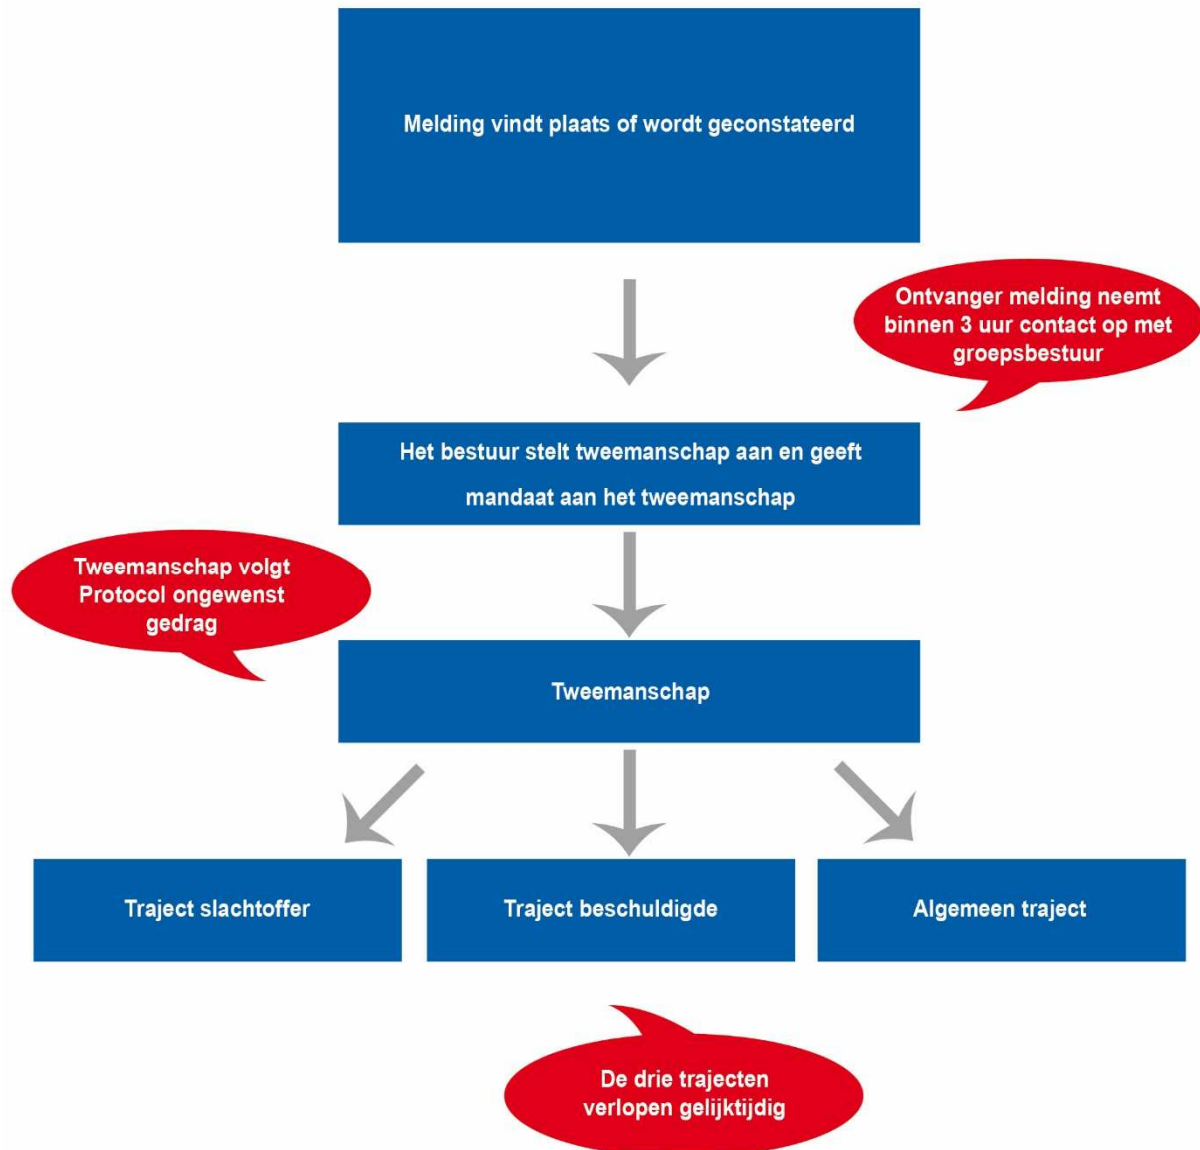 Melding vindt plaats of wordt geconstateerd
Ontvanger melding neemt
binnen 3 uur contact op met
groepsbestuur
Het bestuur stelt tweemanschap aan en geeft
mandaat aan het tweemanschap
Tweemanschap volgt
Protocol ongewenst
gedrag
Tweemanschap
Traject slachtoffer
Traject beschuldigde
Algemeen traject
De drie trajecten
verlopen gelijktijdig